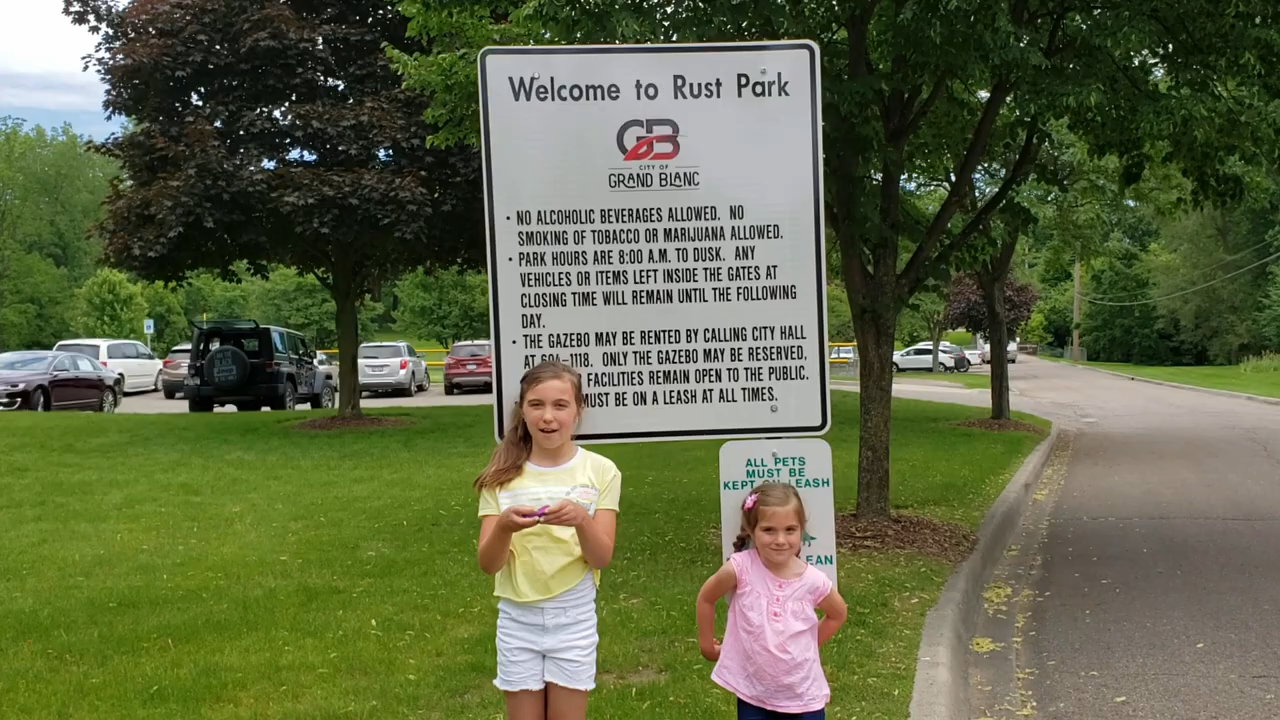 Welcome to Rust Park
GB
CITY OF
GRAND BLANC
• NO ALCOHOLIC BEVERAGES ALLOWED. NO
SMOKING OF TOBACCO OR MARIJUANA ALLOWED.
• PARK HOURS ARE 8:00 A.M. TO DUSK. ANY
VEHICLES OR ITEMS LEFT INSIDE THE GATES AT
CLOSING TIME WILL REMAIN UNTIL THE FOLLOWING
DAY.
• THE GAZEBO MAY BE RENTED BY CALLING CITY HALL
AT 694-1118. ONLY THE GAZEBO MAY BE RESERVED,
FACILITIES REMAIN OPEN TO THE PUBLIC.
MUST BE ON A LEASH AT ALL TIMES.
ALL PETS
MUST BE
KEPT ON LEASH
EAN